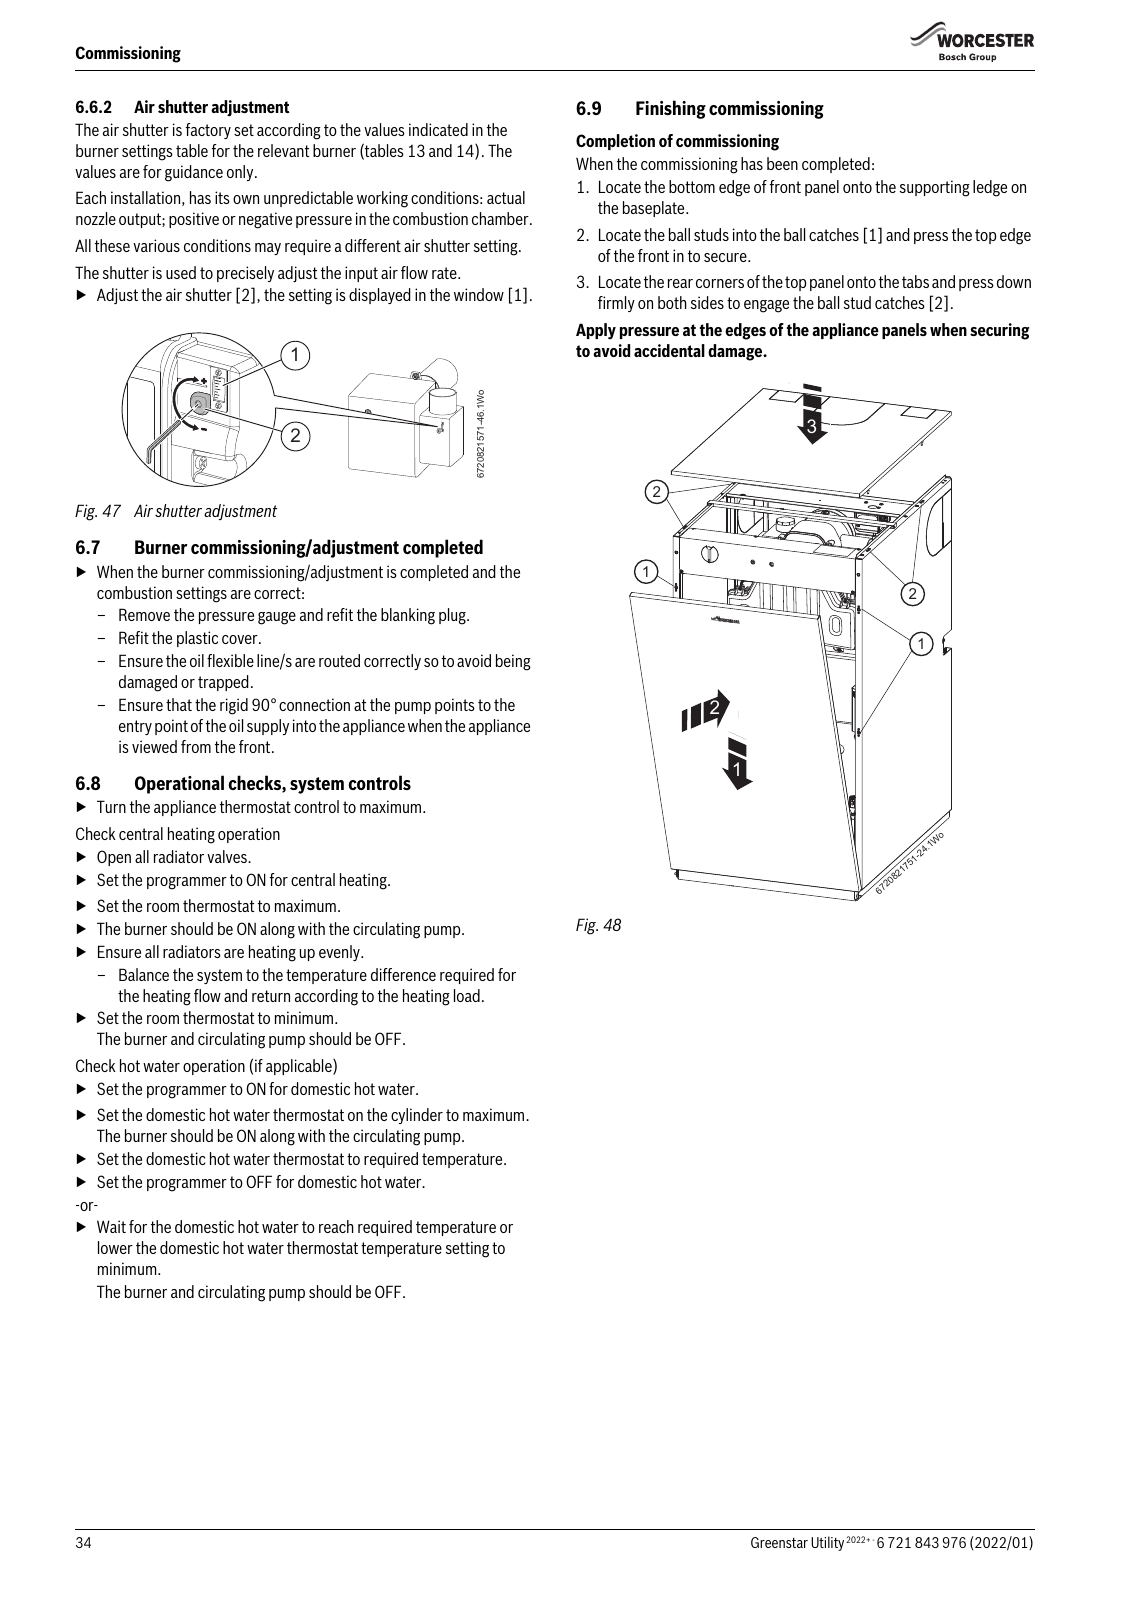 Commissioning
WORCESTER
Bosch Group
6.6.2 Air shutter adjustment
The air shutter is factory set according to the values indicated in the
burner settings table for the relevant burner (tables 13 and 14). The
values are for guidance only.
Each installation, has its own unpredictable working conditions: actual
nozzle output; positive or negative pressure in the combustion chamber.
All these various conditions may require a different air shutter setting.
The shutter is used to precisely adjust the input air flow rate.
▶ Adjust the air shutter [2], the setting is displayed in the window [1].
1
+
-
2
6720821571-46.1Wo
Fig. 47 Air shutter adjustment
6.7 Burner commissioning/adjustment completed
▶ When the burner commissioning/adjustment is completed and the
combustion settings are correct:
– Remove the pressure gauge and refit the blanking plug.
– Refit the plastic cover.
– Ensure the oil flexible line/s are routed correctly so to avoid being
damaged or trapped.
– Ensure that the rigid 90° connection at the pump points to the
entry point of the oil supply into the appliance when the appliance
is viewed from the front.
6.8 Operational checks, system controls
▶ Turn the appliance thermostat control to maximum.
Check central heating operation
▶ Open all radiator valves.
▶ Set the programmer to ON for central heating.
▶ Set the room thermostat to maximum.
▶ The burner should be ON along with the circulating pump.
▶ Ensure all radiators are heating up evenly.
– Balance the system to the temperature difference required for
the heating flow and return according to the heating load.
▶ Set the room thermostat to minimum.
The burner and circulating pump should be OFF.
Check hot water operation (if applicable)
▶ Set the programmer to ON for domestic hot water.
▶ Set the domestic hot water thermostat on the cylinder to maximum.
The burner should be ON along with the circulating pump.
▶ Set the domestic hot water thermostat to required temperature.
▶ Set the programmer to OFF for domestic hot water.
-or-
▶ Wait for the domestic hot water to reach required temperature or
lower the domestic hot water thermostat temperature setting to
minimum.
The burner and circulating pump should be OFF.
6.9 Finishing commissioning
Completion of commissioning
When the commissioning has been completed:
1. Locate the bottom edge of front panel onto the supporting ledge on
the baseplate.
2. Locate the ball studs into the ball catches [1] and press the top edge
of the front in to secure.
3. Locate the rear corners of the top panel onto the tabs and press down
firmly on both sides to engage the ball stud catches [2].
Apply pressure at the edges of the appliance panels when securing
to avoid accidental damage.
3
2
1
2
1
2
1
6720821751-24.1Wo
Fig. 48
34
Greenstar Utility 2022+ - 6 721 843 976 (2022/01)